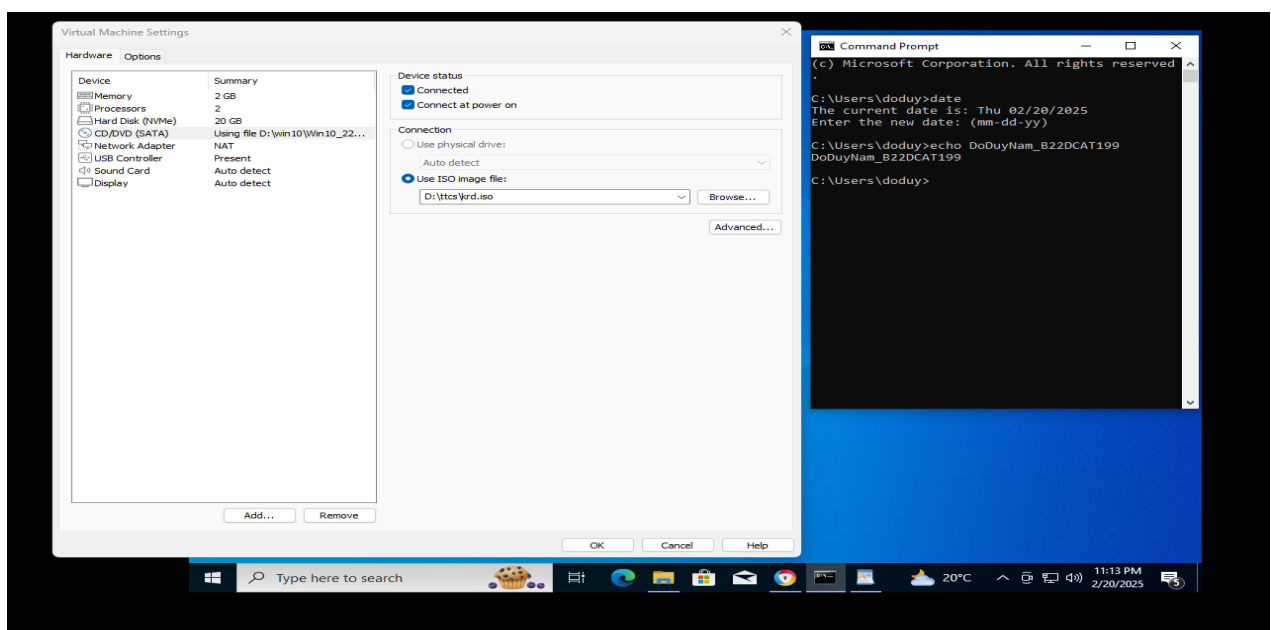 Virtual Machine Settings
Hardware Options
Device Summary
Memory 2 GB
Processors 2
Hard Disk (NVMe) 20 GB
CD/DVD (SATA) Using file D:\win10\Win10_22...
Network Adapter NAT
USB Controller Present
Sound Card Auto detect
Display Auto detect
Add... Remove
Device status
Connected
Connect at power on
Connection
Use physical drive:
Auto detect
Use ISO image file:
D:\ttcs\krd.iso Browse...
Advanced...
OK Cancel Help
Command Prompt
(c) Microsoft Corporation. All rights reserved
.
C:\Users\doduy>date
The current date is: Thu 02/20/2025
Enter the new date: (mm-dd-yy)
C:\Users\doduy>echo DoDuyNam_B22DCAT199
DoDuyNam_B22DCAT199
C:\Users\doduy>
Type here to search
20°C
11:13 PM
2/20/2025
5